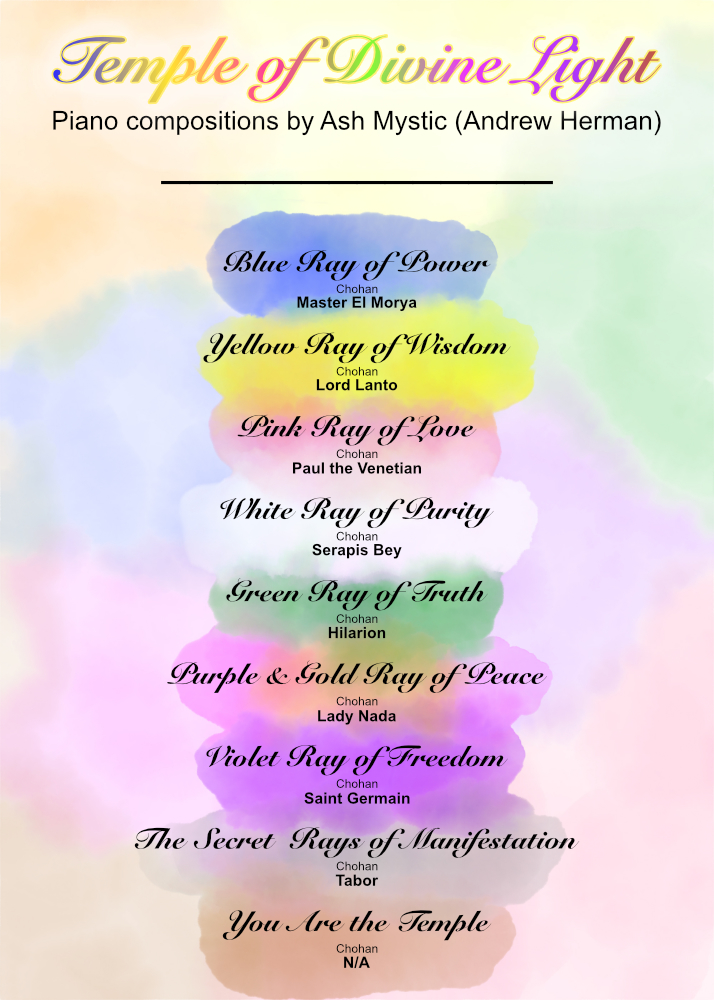 Temple of Divine Light
Piano compositions by Ash Mystic (Andrew Herman)
Blue Ray of Power
Chohan
Master El Morya
Yellow Ray of Wisdom
Chohan
Lord Lanto
Pink Ray of Love
Chohan
Paul the Venetian
White Ray of Purity
Chohan
Serapis Bey
Green Ray of Truth
Chohan
Hilarion
Purple & Gold Ray of Peace
Chohan
Lady Nada
Violet Ray of Freedom
Chohan
Saint Germain
The Secret Rays of Manifestation
Chohan
Tabor
You Are the Temple
Chohan
N/A